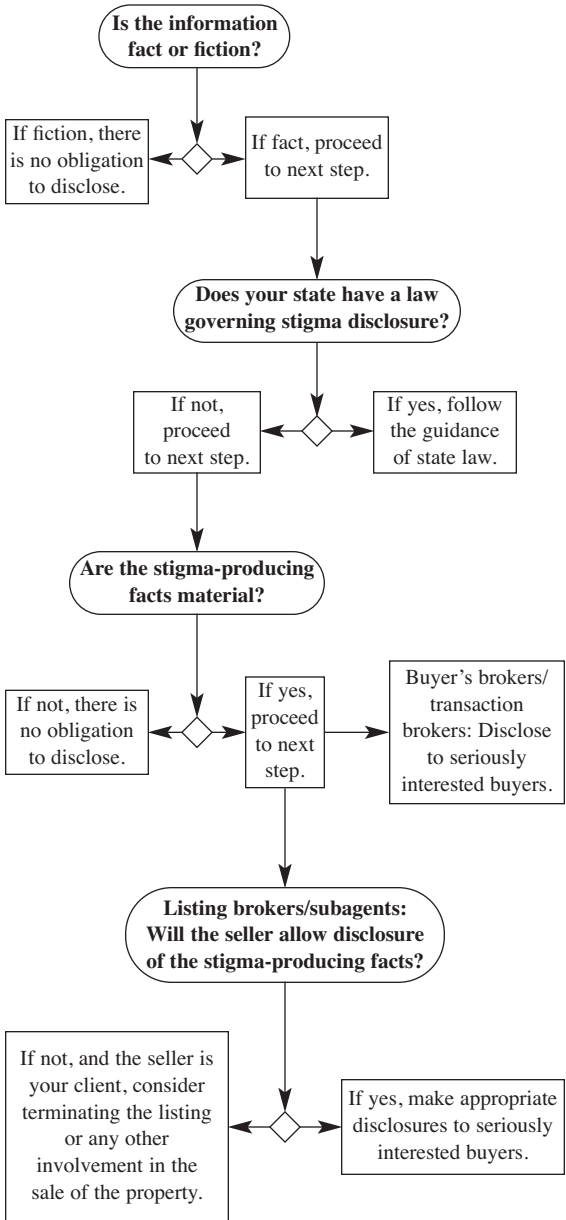 Is the information
fact or fiction?
If fiction, there
is no obligation
to disclose.
If fact, proceed
to next step.
Does your state have a law
governing stigma disclosure?
If not,
proceed
to next step.
If yes, follow
the guidance
of state law.
Are the stigma-producing
facts material?
If not, there is
no obligation
to disclose.
If yes,
proceed
to next
step.
Buyer's brokers/
transaction
brokers: Disclose
to seriously
interested buyers.
Listing brokers/subagents:
Will the seller allow disclosure
of the stigma-producing facts?
If not, and the seller is
your client, consider
terminating the listing
or any other
involvement in the
sale of the property.
If yes, make appropriate
disclosures to seriously
interested buyers.